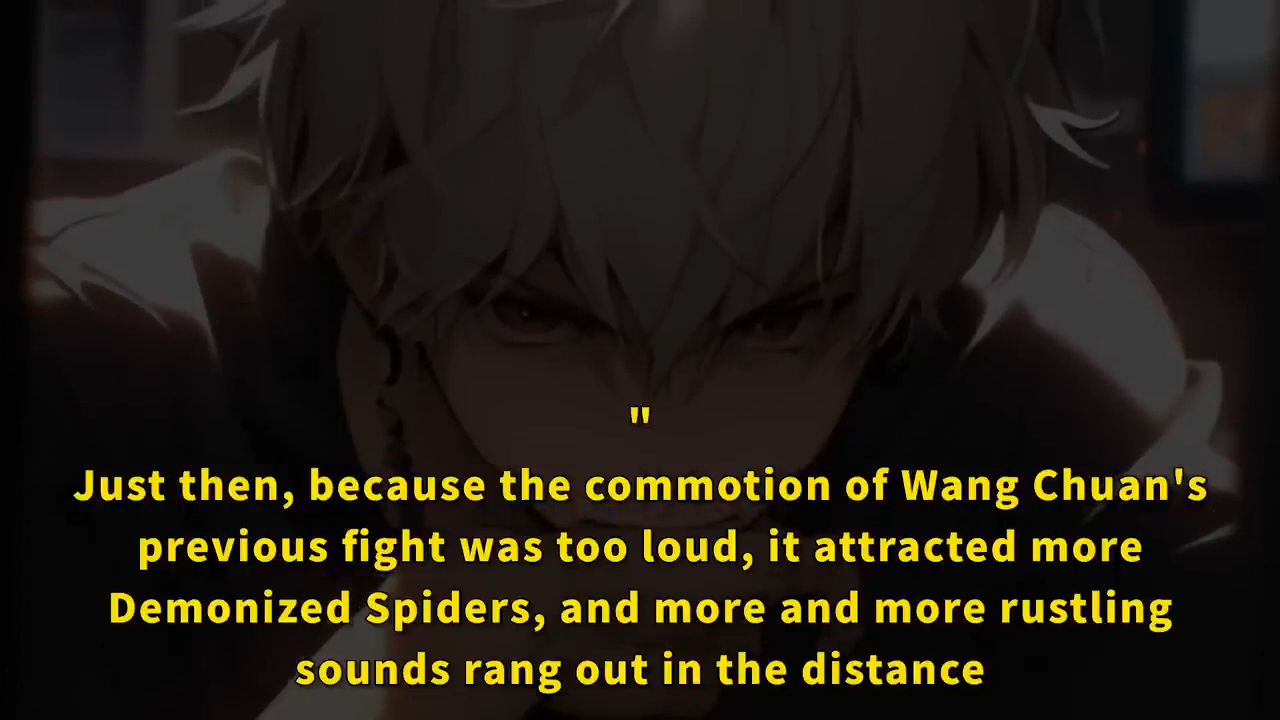 "
Just then, because the commotion of Wang Chuan's
previous fight was too loud, it attracted more
Demonized Spiders, and more and more rustling
sounds rang out in the distance